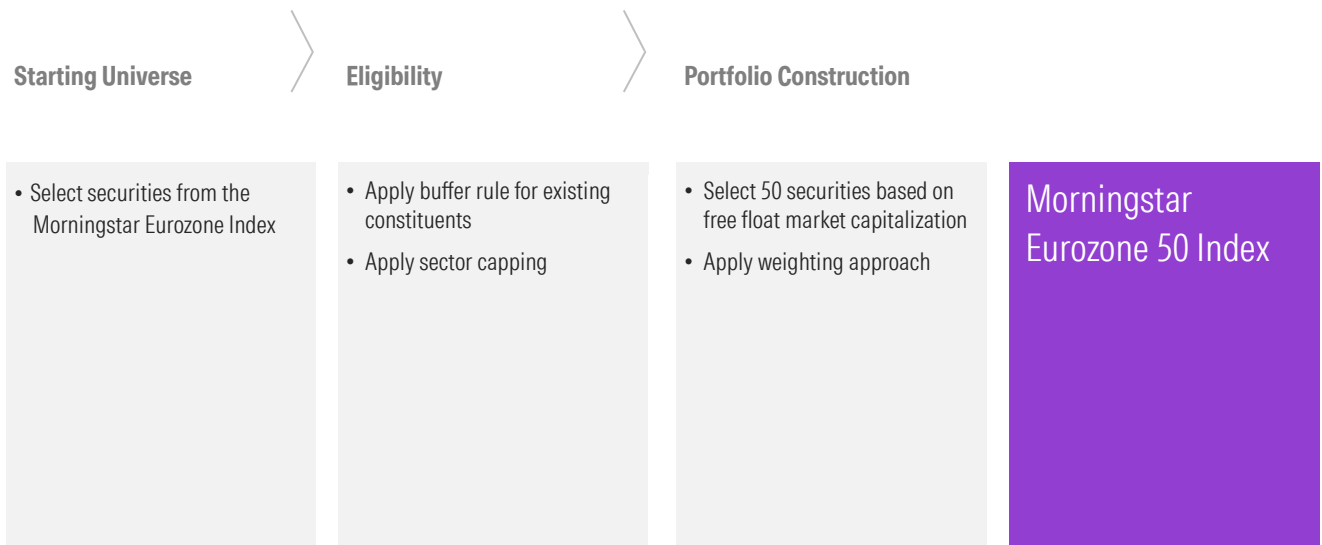 Starting Universe
Eligibility
Portfolio Construction
• Select securities from the
Morningstar Eurozone Index
• Apply buffer rule for existing
constituents
• Apply sector capping
• Select 50 securities based on
free float market capitalization
• Apply weighting approach
Morningstar
Eurozone 50 Index